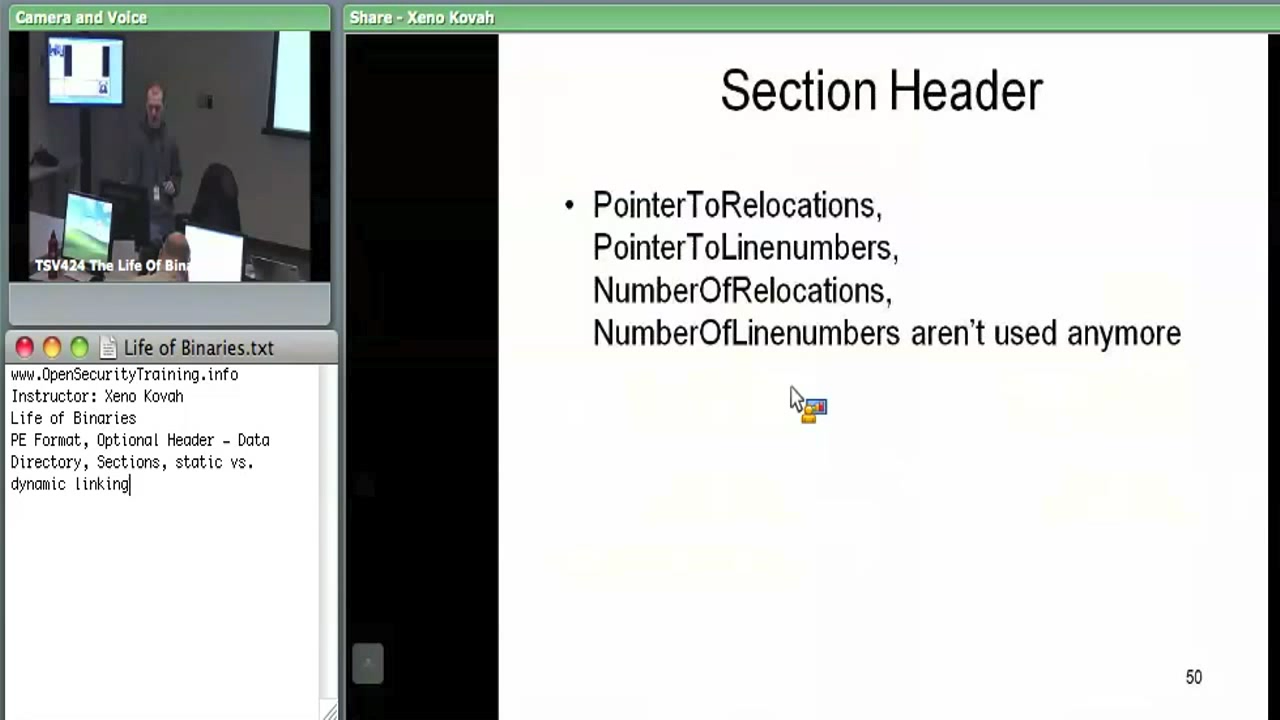 Camera and Voice
Share - Xeno Kovah
TSV424 The Life Of Bina
Section Header
• PointerToRelocations,
PointerToLinenumbers,
NumberOfRelocations,
NumberOfLinenumbers aren't used anymore
50
Life of Binaries.txt
www.OpenSecurityTraining.info
Instructor: Xeno Kovah
Life of Binaries
PE Format, Optional Header - Data
Directory, Sections, static vs.
dynamic linking